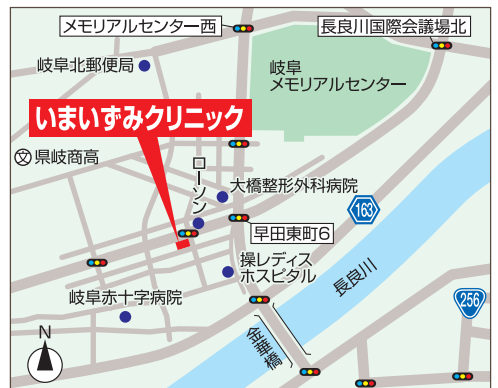 メモリアルセンター西
長良川国際会議場北
岐阜北郵便局
岐阜
メモリアルセンター
いまいずみクリニック
文
県岐商高
ローソン
大橋整形外科病院
163
早田東町6
操レディス
ホスピタル
長良川
256
岐阜赤十字病院
金華橋
N